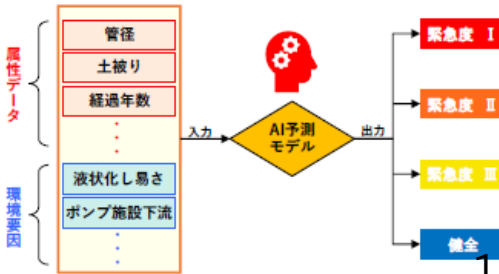 属性データ
管径
土被り
経過年数
環境要因
液状化し易さ
ポンプ施設下流
入力
AI予測
モデル
出力
緊急度 Ⅰ
緊急度 Ⅱ
緊急度 Ⅲ
健全
1